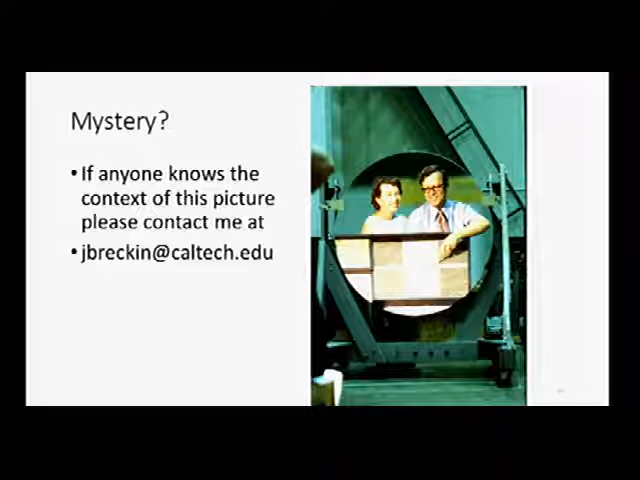 Mystery?
• If anyone knows the
context of this picture
please contact me at
• jbreckin@caltech.edu